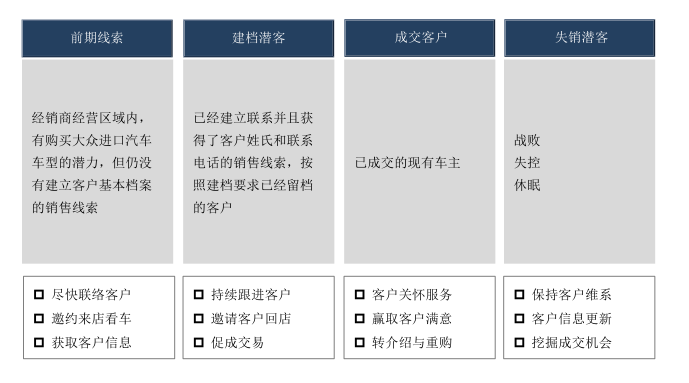 前期线索
建档潜客
成交客户
失销潜客
经销商经营区域内，
有购买大众进口汽车
车型的潜力，但仍没
有建立客户基本档案
的销售线索
已经建立联系并且获
得了客户姓氏和联系
电话的销售线索，按
照建档要求已经留档
的客户
已成交的现有车主
战败
失控
休眠
尽快联络客户
邀约来店看车
获取客户信息
持续跟进客户
邀请客户回店
促成交易
客户关怀服务
赢取客户满意
转介绍与重购
保持客户维系
客户信息更新
挖掘成交机会